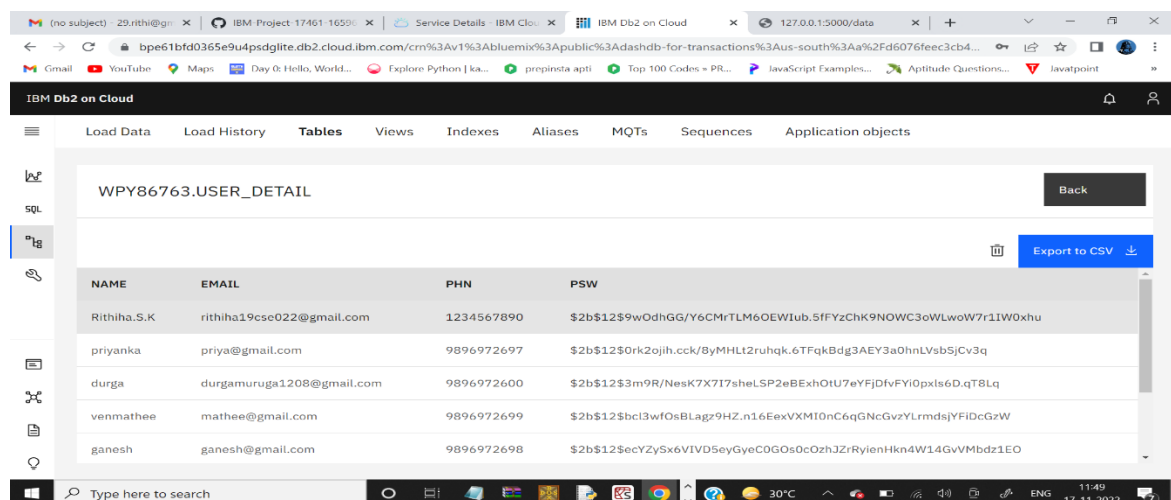 (no subject) - 29.rithi@gm
IBM-Project-17461-1659
Service Details - IBM Clou
IBM Db2 on Cloud
127.0.0.1:5000/data
bpe61bfd0365e9u4psdglite.db2.cloud.ibm.com/crn%3Av1%3Abluemix%3Apublic%3Adashdb-for-transactions%3Aus-south%3Aa%2Fd6076feec3cb4...
Gmail YouTube Maps Day 0: Hello, World... Explore Python | ka... prepinsta apti Top 100 Codes « PR... JavaScript Examples... Aptitude Questions... Javatpoint »
IBM Db2 on Cloud
Load Data Load History Tables Views Indexes Aliases MQTs Sequences Application objects
WPY86763.USER_DETAIL
Back
SQL
Export to CSV
NAME EMAIL PHN PSW
Rithiha.S.K rithiha19cse022@gmail.com 1234567890 $2b$12$9wOdhGG/Y6CMrTLM6OEWIub.5fFYzChK9NOWC3oWLwoW7r1IW0xhu
priyanka priya@gmail.com 9896972697 $2b$12$0rk2ojih.cck/8yMHLt2ruhqk.6TFqkBdg3AEY3a0hnLVsbSjCv3q
durga durgamuruga1208@gmail.com 9896972600 $2b$12$3m9R/NesK7X7I7sheLSP2eBExhOtU7eYFjDfvFYi0pxls6D.qT8Lq
venmathee mathee@gmail.com 9896972699 $2b$12$bcl3wfOsBLagz9HZ.n16EexVXMI0nC6qGNcGvzYLrmdsjYFiDcGzW
ganesh ganesh@gmail.com 9896972698 $2b$12$ecYZySx6VIVD5eyGyeC0GOs0cOzhJZrRyienHkn4W14GvVMbdz1EO
Type here to search
30°C
ENG
11:49
17-11-2022